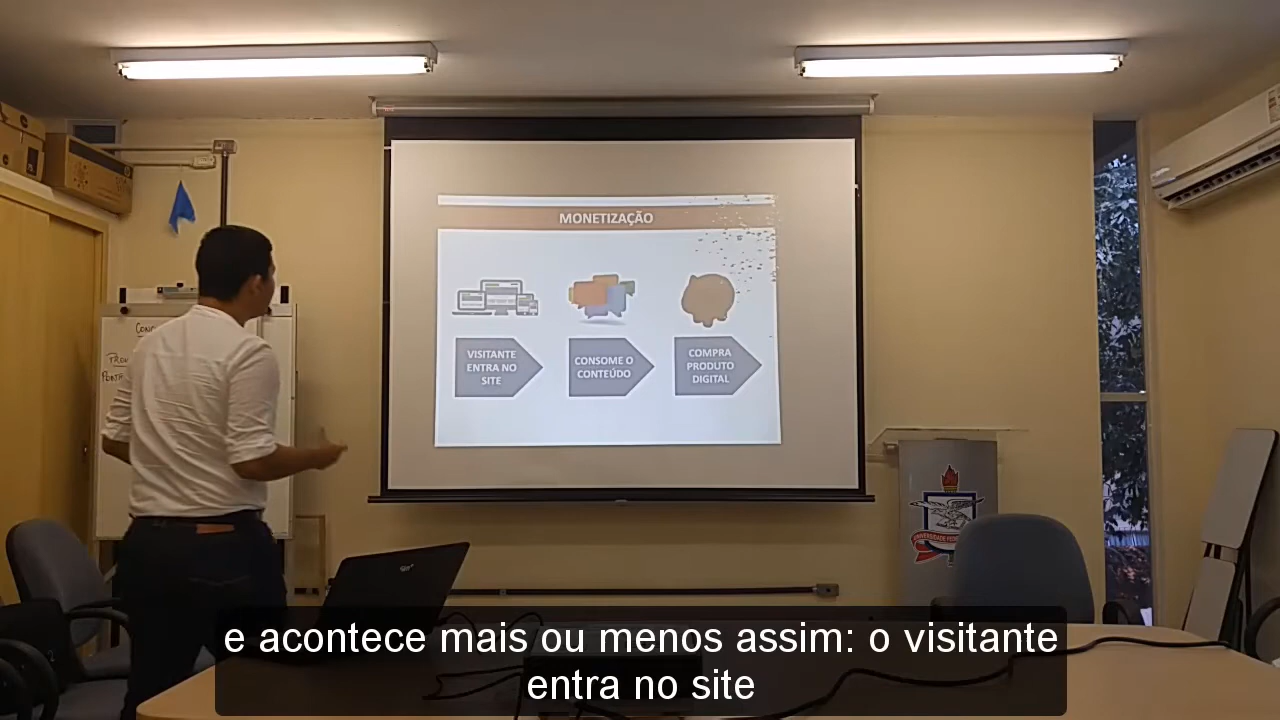 MONETIZAÇÃO
VISITANTE
ENTRA NO
SITE
CONSOME O
CONTEÚDO
COMPRA
PRODUTO
DIGITAL
e acontece mais ou menos assim: o visitante
entra no site